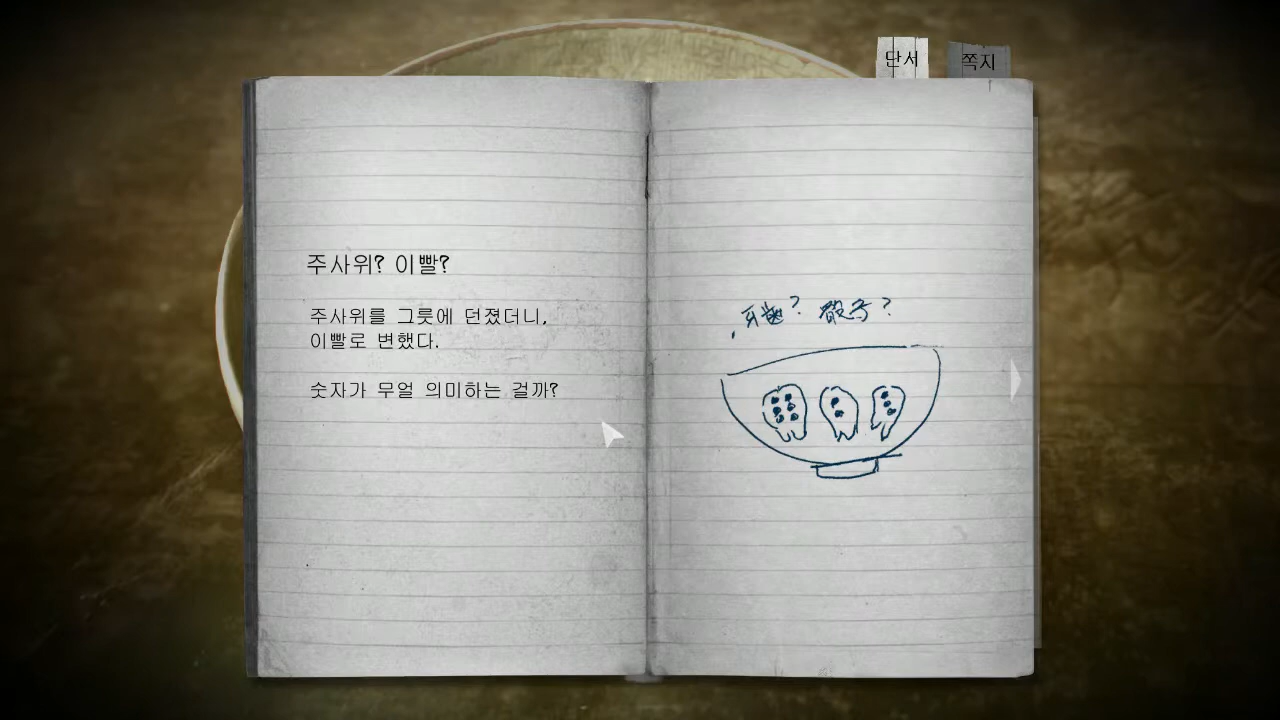 단서
쪽지
주사위? 이빨?
주사위를 그릇에 던졌더니,
이빨로 변했다.
숫자가 무얼 의미하는 걸까?
牙齒? 骰子?